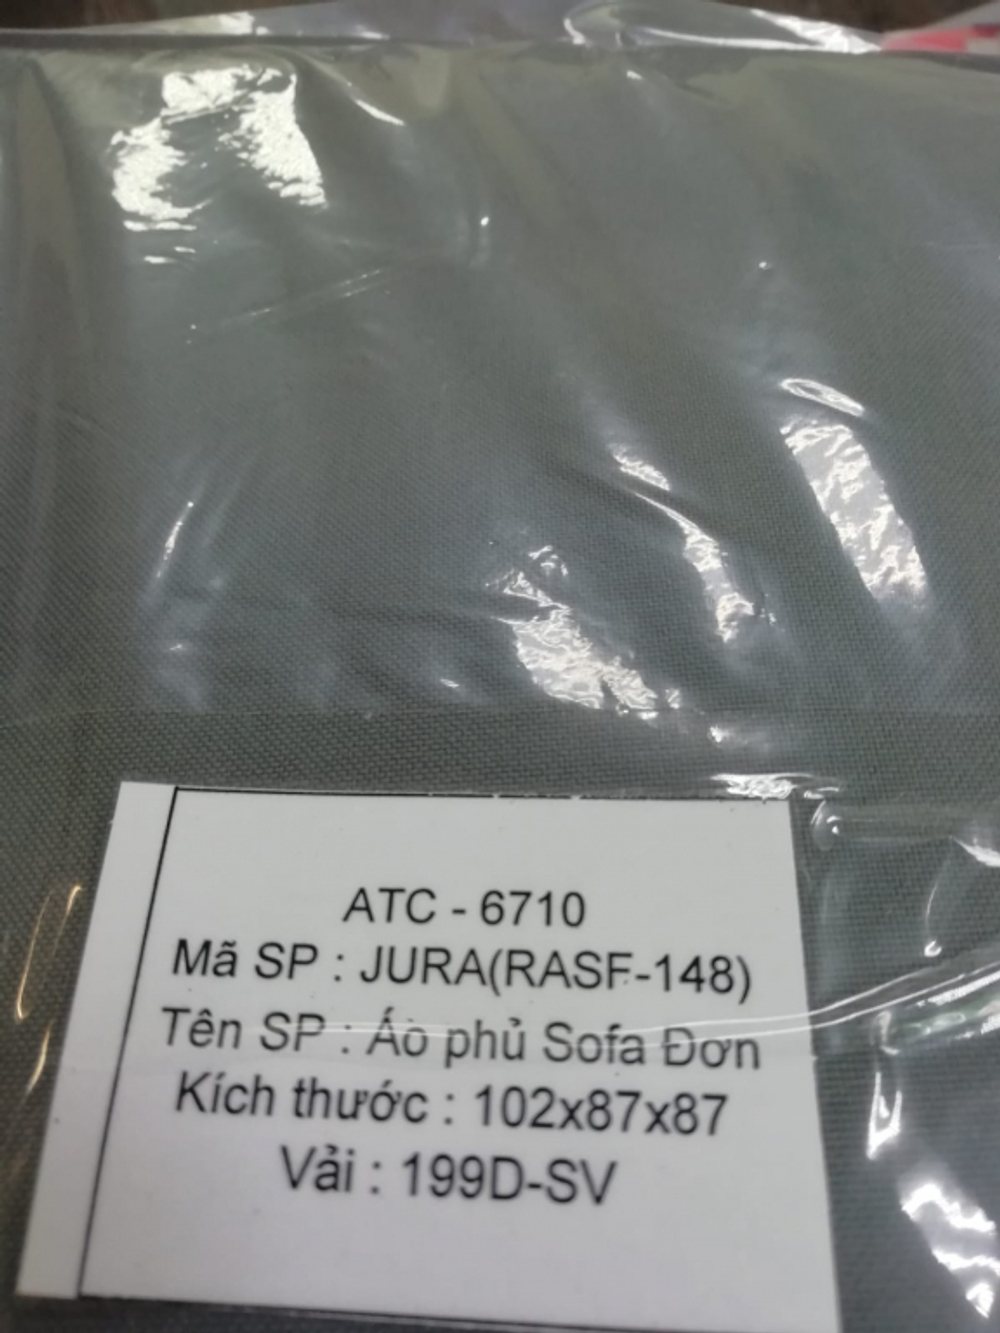 ATC - 6710
Mã SP : JURA(RASF-148)
Tên SP : Áo phủ Sofa Đơn
Kích thước : 102x87x87
Vải : 199D-SV